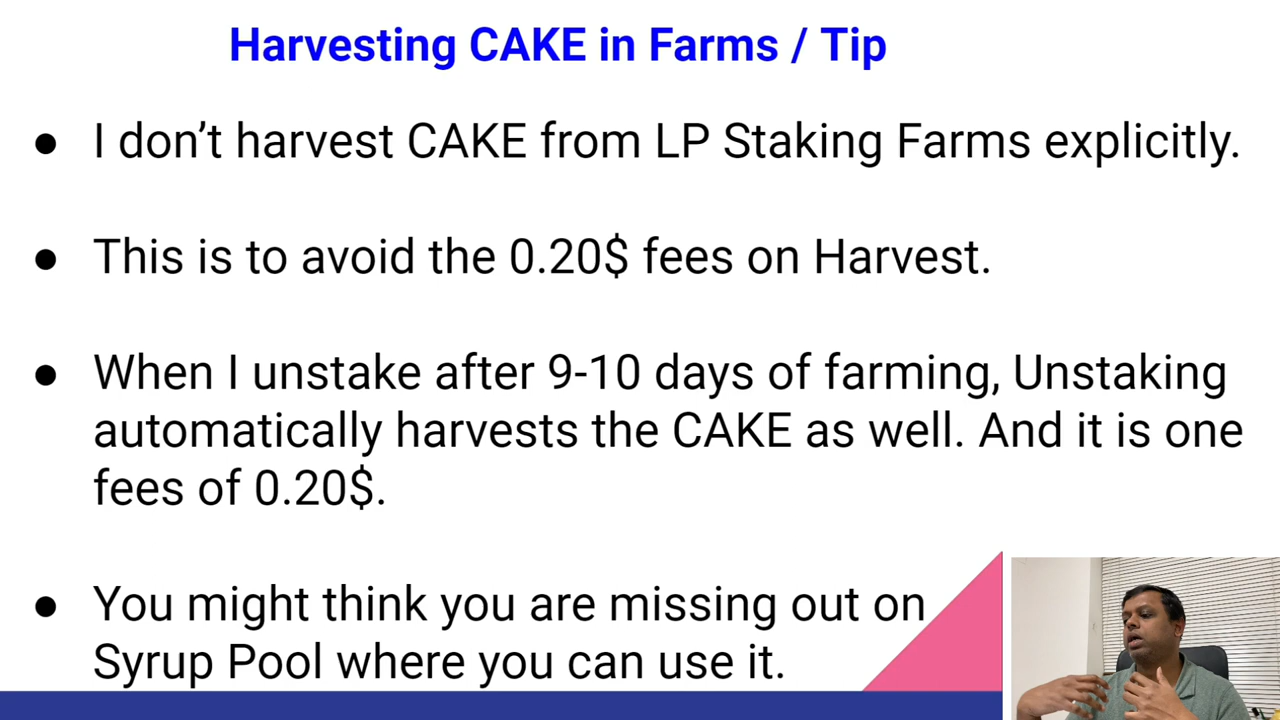 Harvesting CAKE in Farms / Tip
● I don’t harvest CAKE from LP Staking Farms explicitly.
● This is to avoid the 0.20$ fees on Harvest.
● When I unstake after 9-10 days of farming, Unstaking
automatically harvests the CAKE as well. And it is one
fees of 0.20$.
● You might think you are missing out on
Syrup Pool where you can use it.